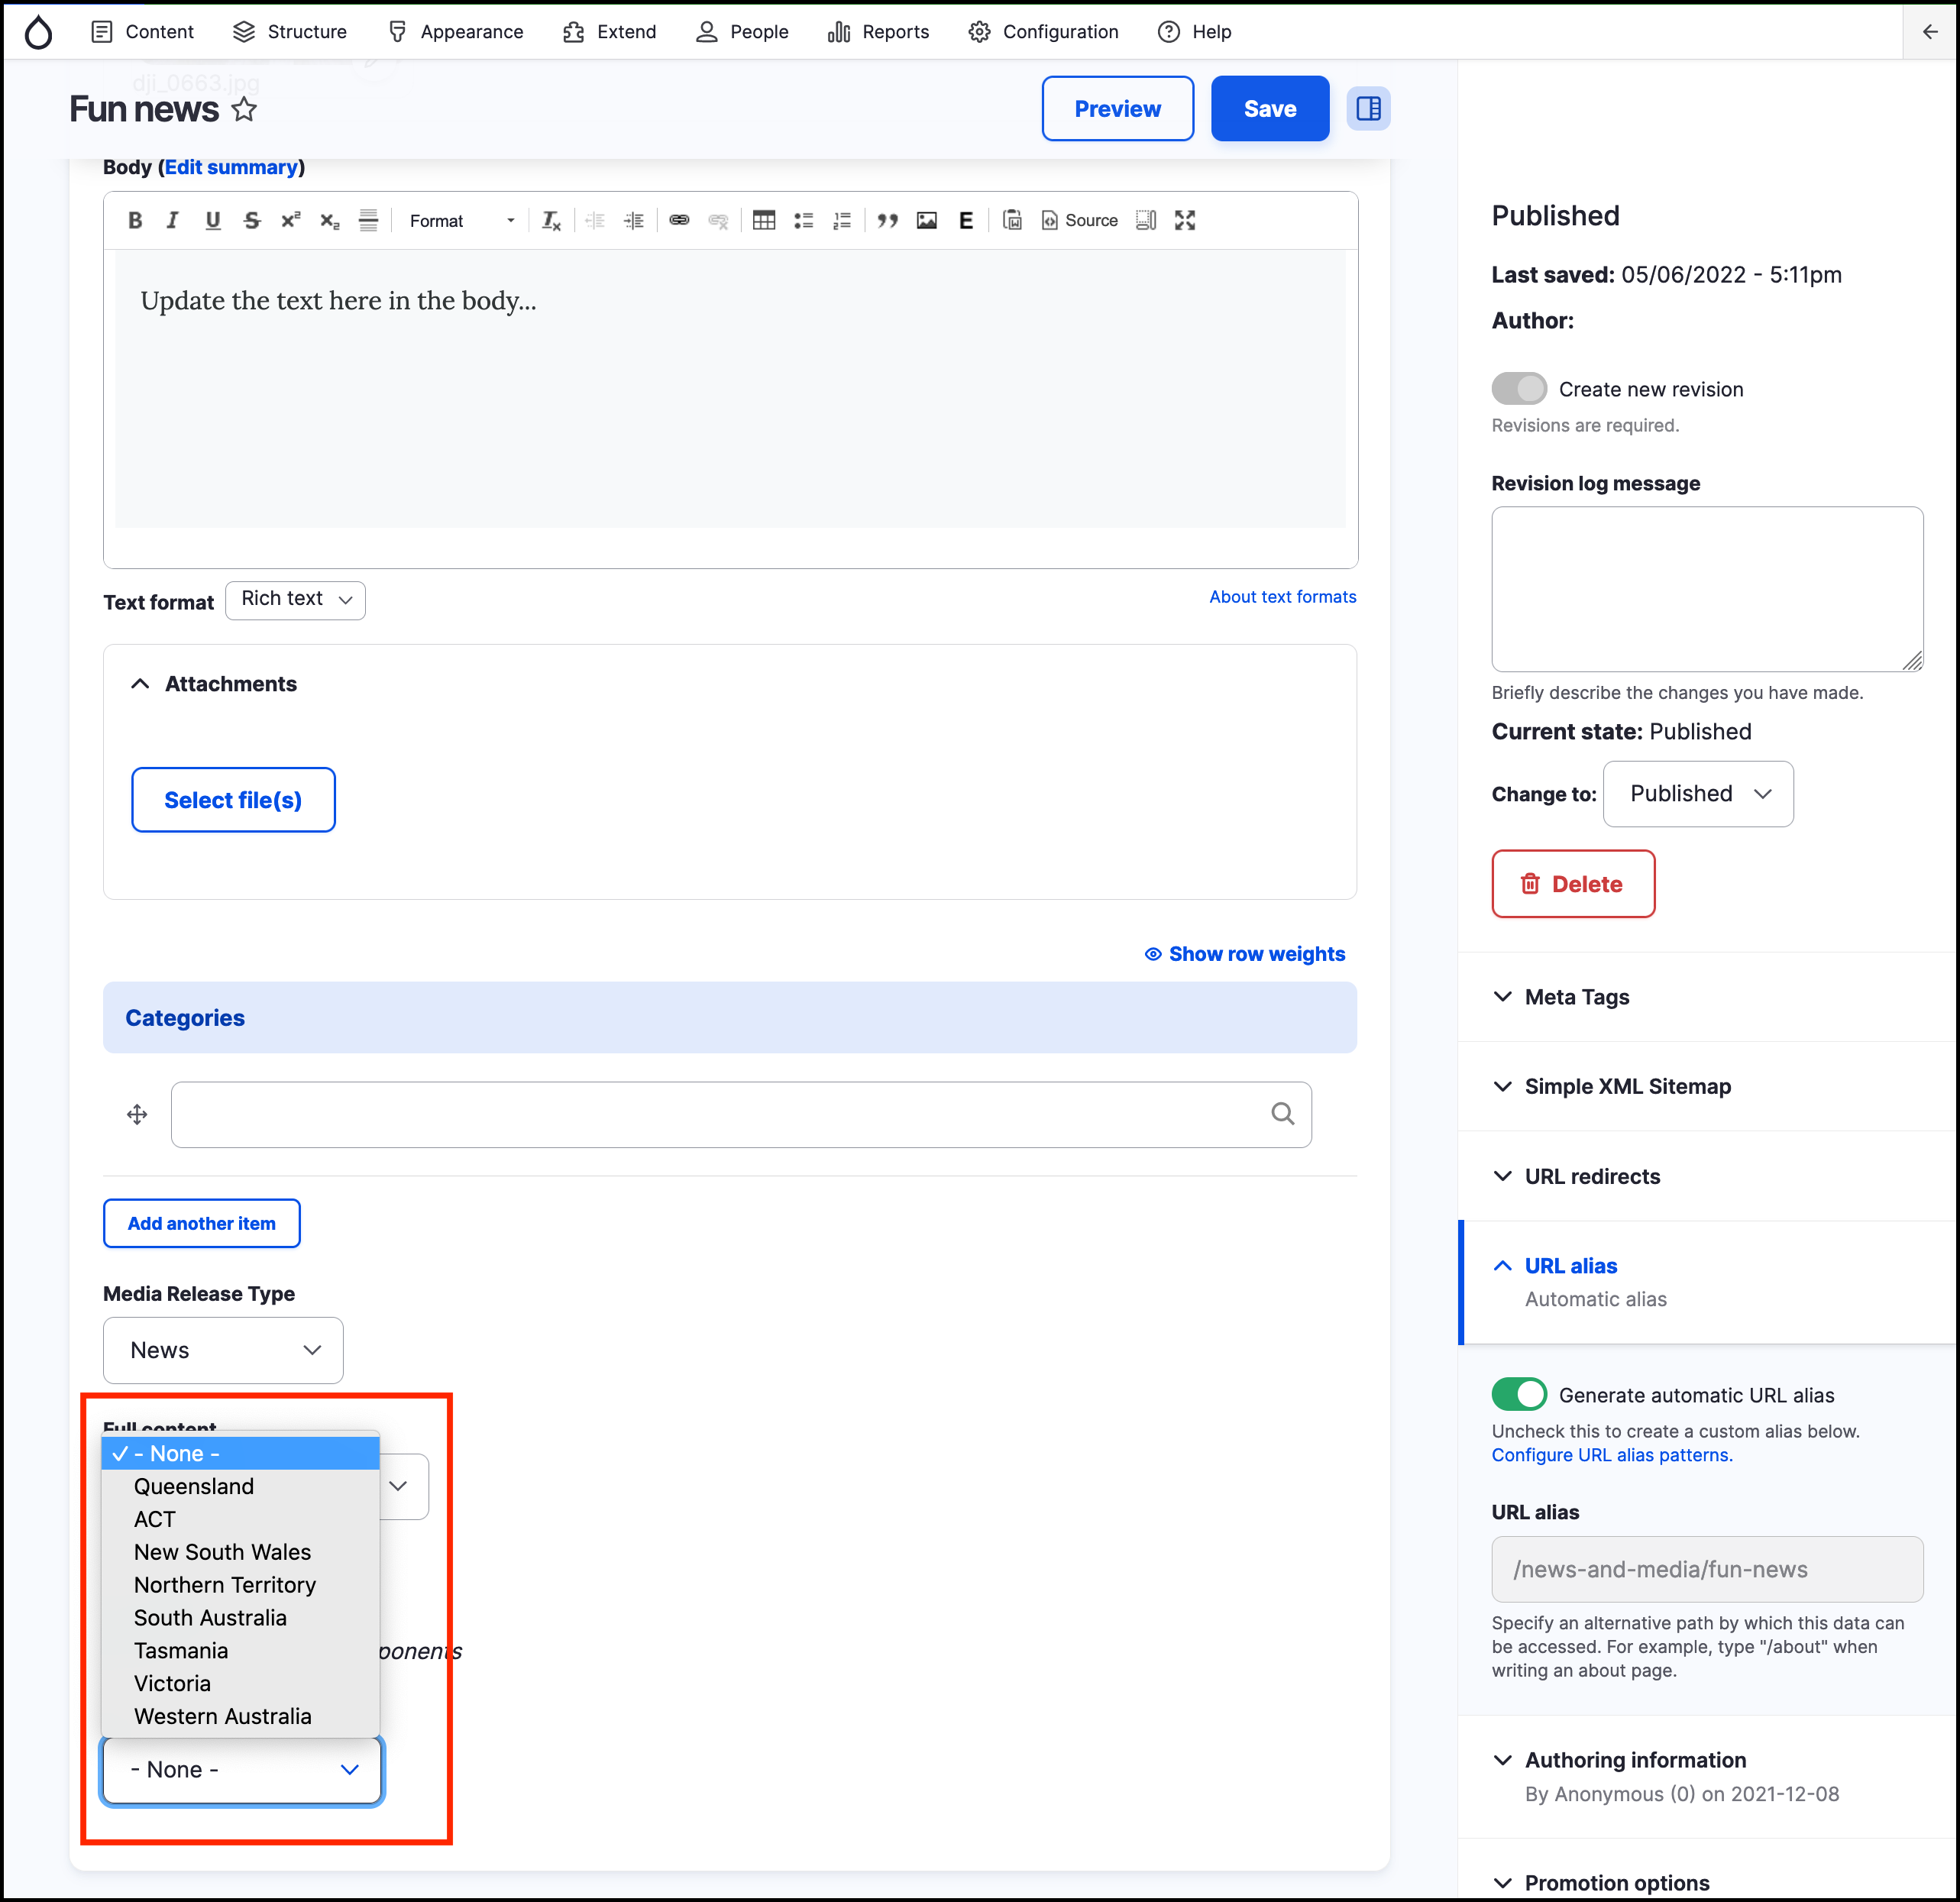 Content Structure Appearance Extend People Reports Configuration Help
dji_0663.jpg
Fun news
Preview Save
Body (Edit summary)
B I U S x² x₂ Format Tx Source E
Update the text here in the body...
Text format Rich text
About text formats
Attachments
Select file(s)
Show row weights
Categories
Add another item
Media Release Type
News
Full content
✓ - None -
Queensland
ACT
New South Wales
Northern Territory
South Australia
Tasmania
ponents
Victoria
Western Australia
- None -
Published
Last saved: 05/06/2022 - 5:11pm
Author:
Create new revision
Revisions are required.
Revision log message
Briefly describe the changes you have made.
Current state: Published
Change to: Published
Delete
Meta Tags
Simple XML Sitemap
URL redirects
URL alias
Automatic alias
Generate automatic URL alias
Uncheck this to create a custom alias below.
Configure URL alias patterns.
URL alias
/news-and-media/fun-news
Specify an alternative path by which this data can
be accessed. For example, type "/about" when
writing an about page.
Authoring information
By Anonymous (0) on 2021-12-08
Promotion options